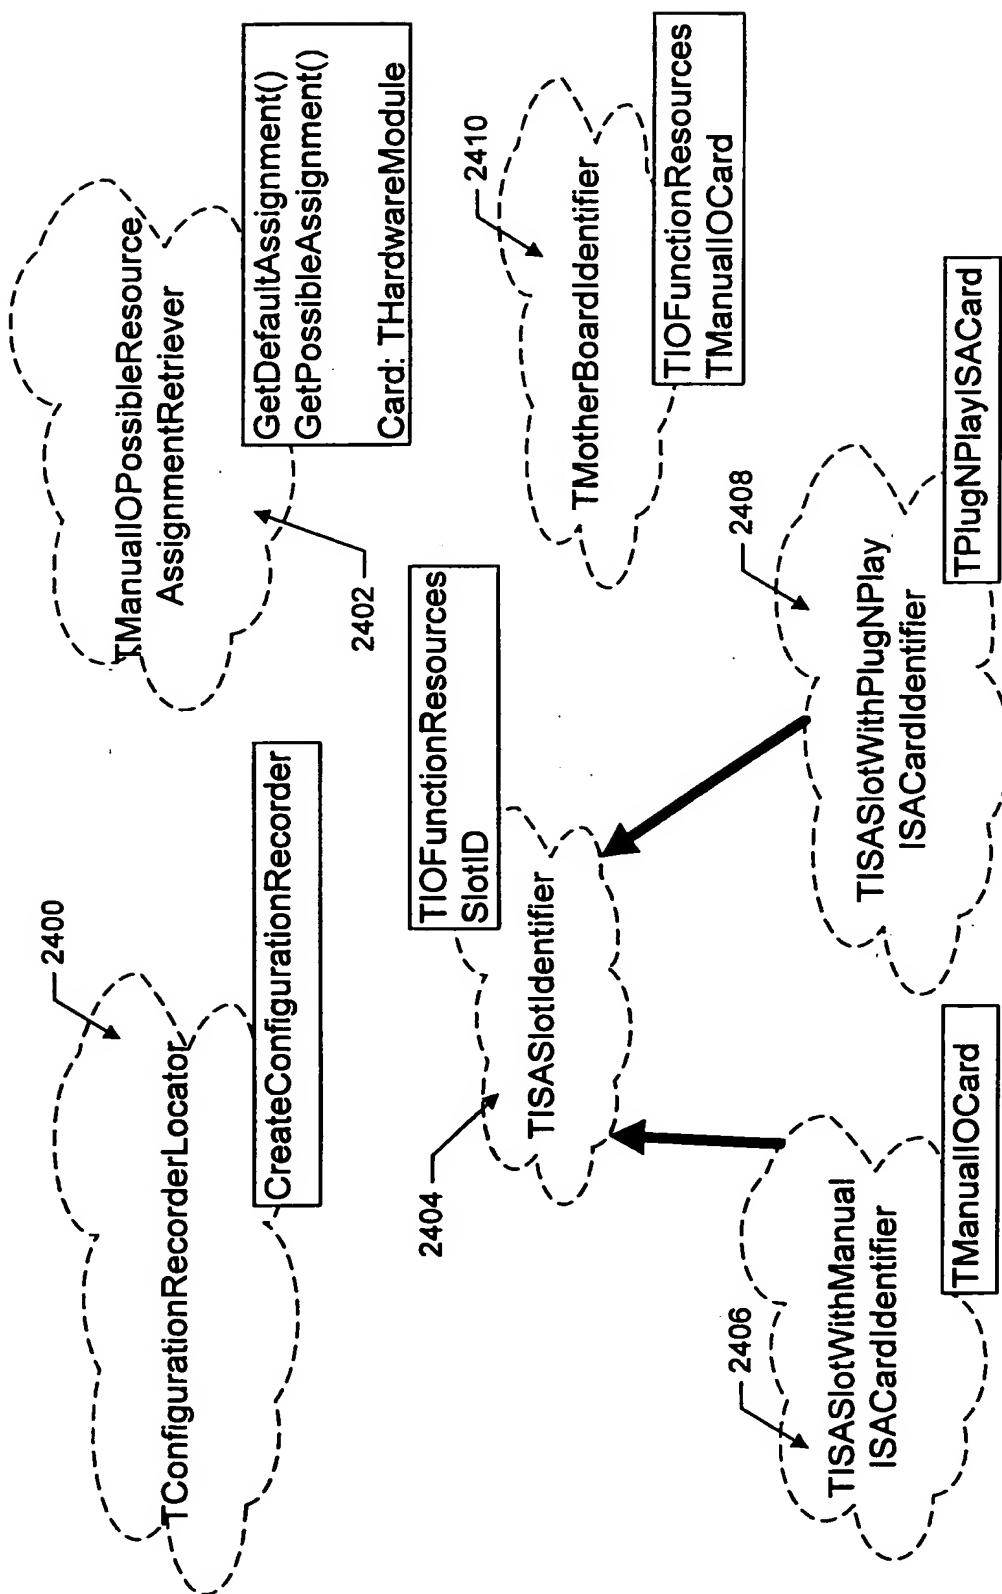 2400
TConfigurationRecorderLocator
CreateConfigurationRecorder
TManualIOPossibleResource
AssignmentRetriever
GetDefaultAssignment()
GetPossibleAssignment()
Card: THardwareModule
2402
TIOFunctionResources
SlotID
2404
TISASlotIdentifier
2410
TMotherBoardIdentifier
TIOFunctionResources
TManualIOCard
2406
TISASlotWithManual
ISACardIdentifier
TManualIOCard
2408
TISASlotWithPlugNPlay
ISACardIdentifier
TPlugNPlayISACard